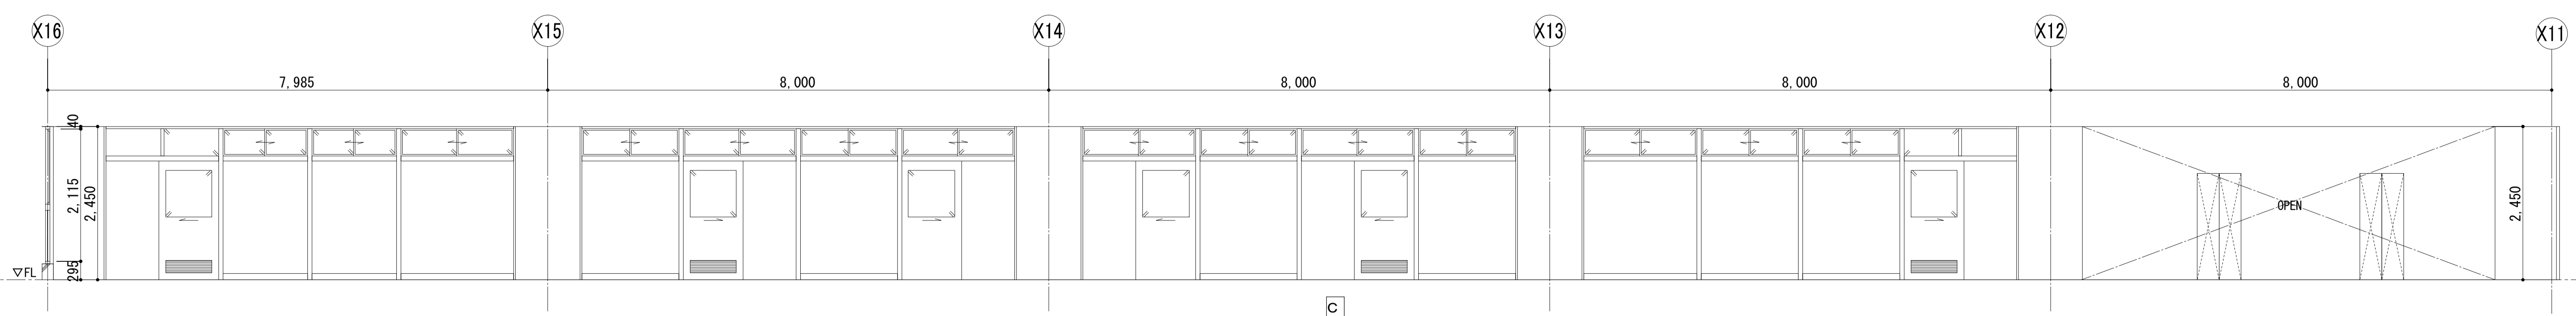 X16 X15 X14 X13 X12 X11
7,985 8,000 8,000 8,000 8,000
40
2,115
2,450
295
▽FL
OPEN
2,450
C